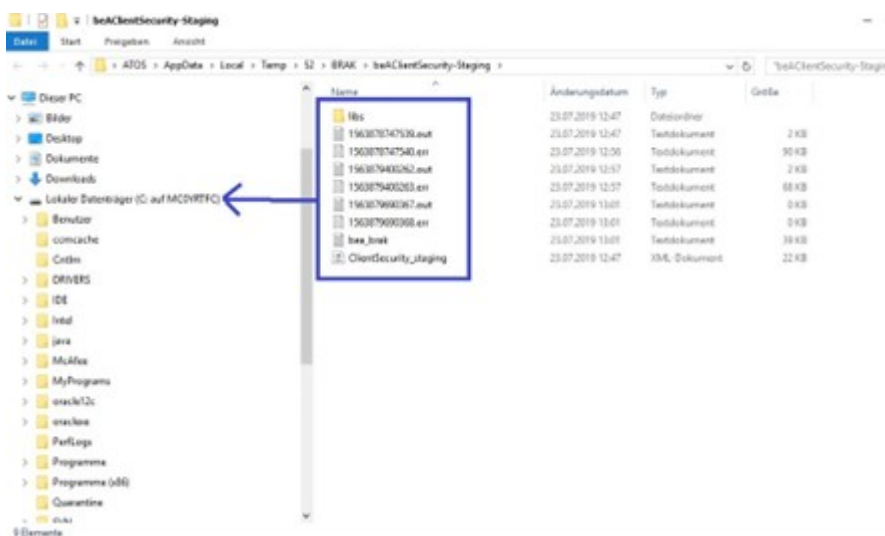 beAClientSecurity-Staging
Datei Start Freigeben Ansicht
ATOS › AppData › Local › Temp › S2 › BRAK › beAClientSecurity-Staging ›
"beAClientSecurity-Stagin
Name Änderungsdatum Typ Größe
Dieser PC
Bilder
Desktop
Dokumente
Downloads
Lokaler Datenträger (C: auf
Benutzer
comcache
Cntlm
DRIVERS
IDE
Intel
java
McAfee
MyPrograms
oracle12c
oraclexe
PerfLogs
Programme
Programme (x86)
Quarantine
SVN
libs 23.07.2019 12:47 Dateiordner
1563878747539.out 23.07.2019 12:47 Textdokument 2 KB
1563878747540.err 23.07.2019 12:56 Textdokument 90 KB
1563879400262.out 23.07.2019 12:57 Textdokument 2 KB
1563879400263.err 23.07.2019 12:57 Textdokument 68 KB
1563879690367.out 23.07.2019 13:01 Textdokument 0 KB
1563879690368.err 23.07.2019 13:01 Textdokument 0 KB
bea_brak 23.07.2019 13:01 Textdokument 39 KB
ClientSecurity_staging 23.07.2019 12:47 XML-Dokument 22 KB
9 Elemente